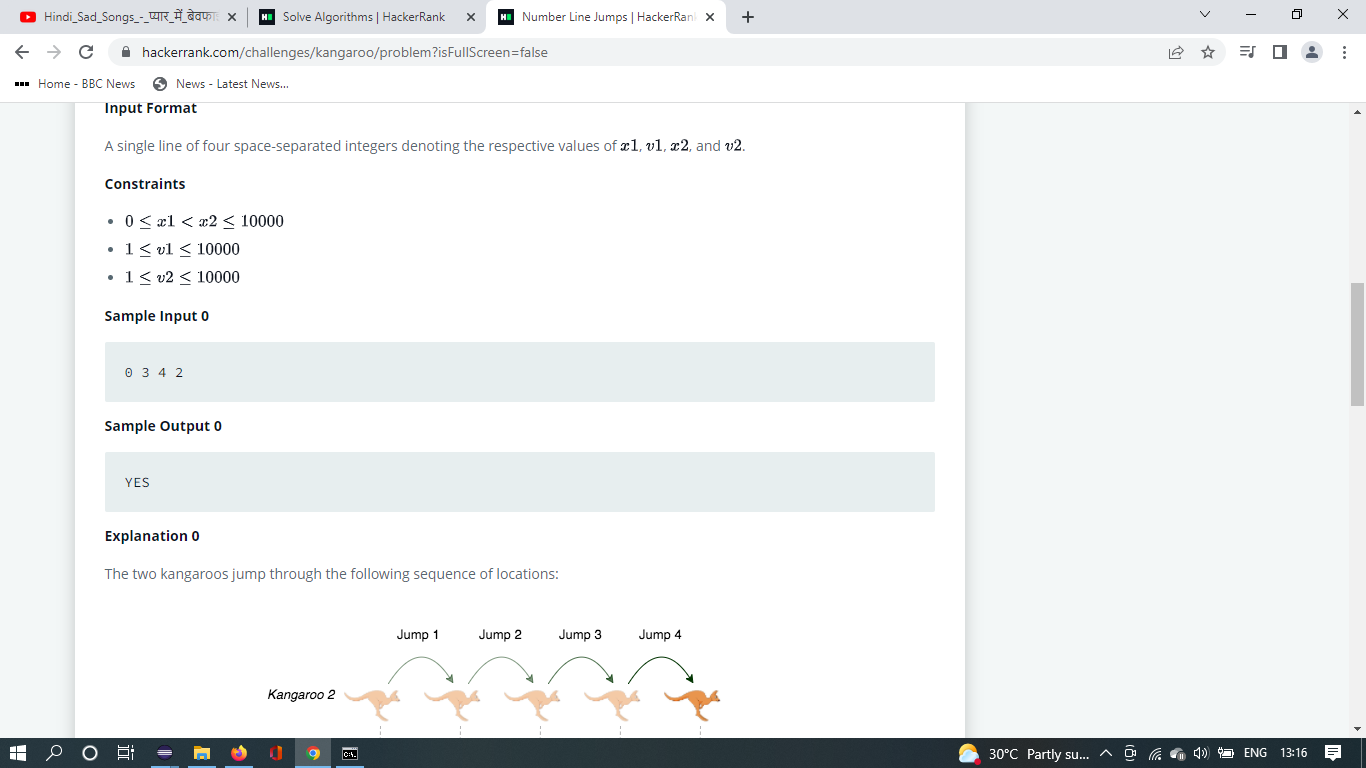 Hindi_Sad_Songs_-_प्यार_में_बेवफा
Solve Algorithms | HackerRank
Number Line Jumps | HackerRan
hackerrank.com/challenges/kangaroo/problem?isFullScreen=false
Home - BBC News
News - Latest News...
Input Format
A single line of four space-separated integers denoting the respective values of x1, v1, x2, and v2.
Constraints
• 0 ≤ x1 < x2 ≤ 10000
• 1 ≤ v1 ≤ 10000
• 1 ≤ v2 ≤ 10000
Sample Input 0
0 3 4 2
Sample Output 0
YES
Explanation 0
The two kangaroos jump through the following sequence of locations:
Jump 1 Jump 2 Jump 3 Jump 4
Kangaroo 2
30°C Partly su... ENG 13:16